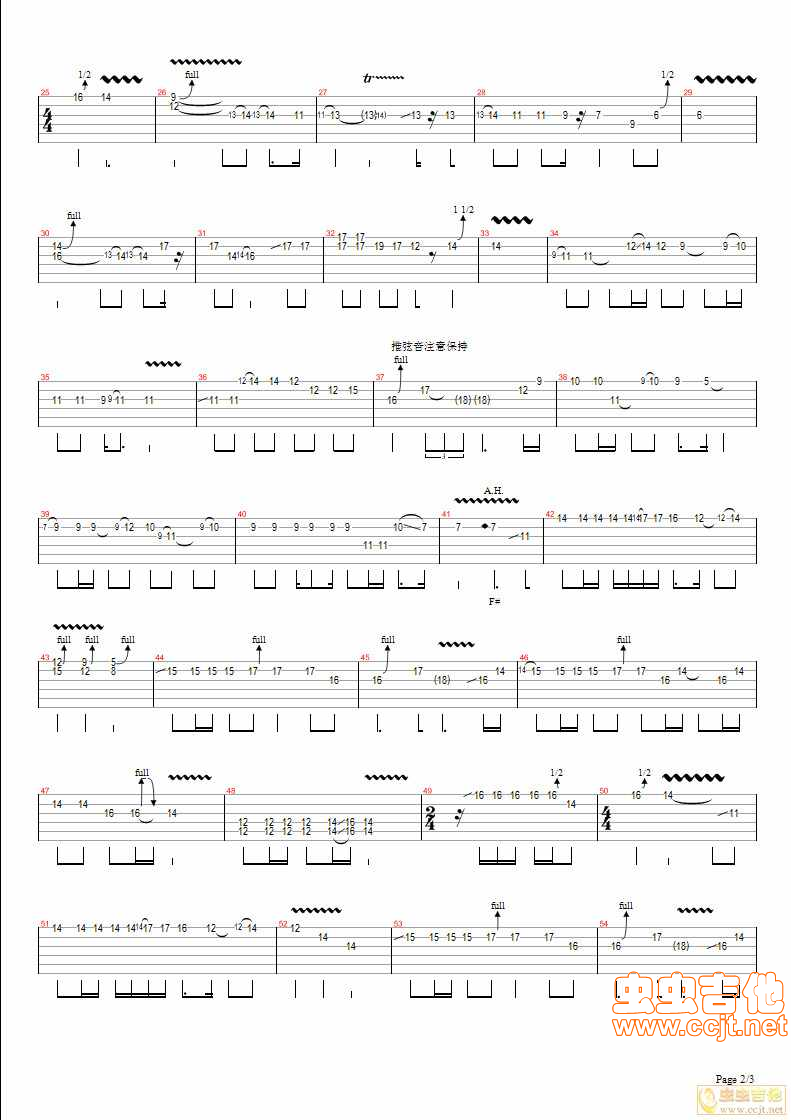 1/2 full tr 1/2
25 16 14 26 9 27 28 29
12 13 14 13 14 11 11 13 (13) (14) 13 13 13 14 11 11 9 7 9 6 6
4
4
full 1 1/2
30 31 32 33 34
14 16 13 14 13 14 17 17 14 14 16 17 17 17 17 17 17 19 17 12 14 14 9 11 11 12 14 12 9 9 10
推弦音注意保持
full
35 36 37 38
11 11 9 9 11 11 11 11 12 14 14 12 12 12 15 16 17 (18) (18) 12 9 10 10 11 9 10 9 5
3
A.H.
39 40 41 42
7 9 9 9 9 12 10 9 11 9 10 9 9 9 9 9 9 11 11 10 7 7 7 11 14 14 14 14 14 14 17 17 16 12 12 14
F#
full full full full full full
43 44 45 46
12 9 5
15 12 8 15 15 15 15 17 17 17 16 16 17 (18) 16 14 14 15 15 15 15 17 17 16 14 16 14
full 1/2 1/2
47 48 49 50
14 14 16 16 14 12 12 12 12 14 16 14 16 16 16 16 16 14 16 14 11
12 12 12 12 14 16 14
2
4
4
4
full full
51 52 53 54
14 14 14 14 14 14 17 17 16 12 12 14 12 14 14 15 15 15 15 17 17 17 16 16 17 (18) 16 14
虫虫吉他
www.ccjt.net
Page 2/3
虫虫吉他
www.ccjt.net